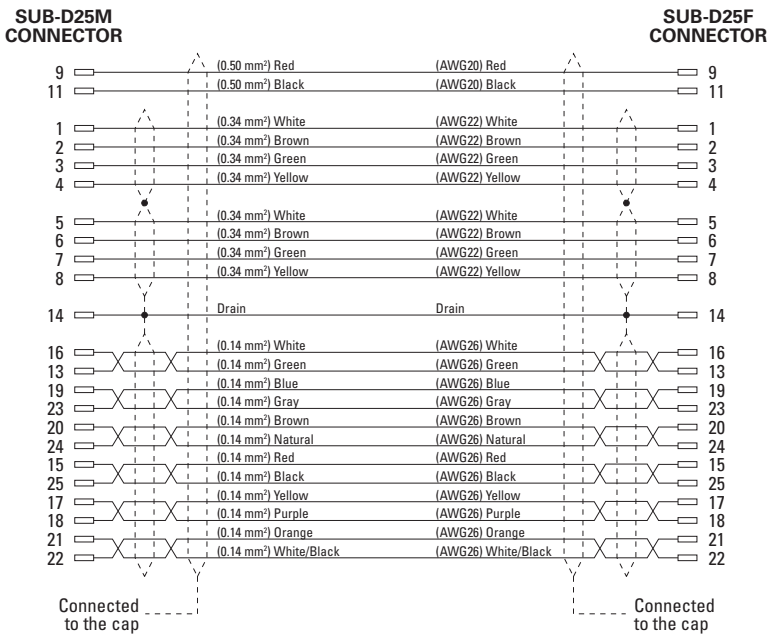 SUB-D25M SUB-D25F
CONNECTOR CONNECTOR
9 (0.50 mm²) Red (AWG20) Red 9
11 (0.50 mm²) Black (AWG20) Black 11
1 (0.34 mm²) White (AWG22) White 1
2 (0.34 mm²) Brown (AWG22) Brown 2
3 (0.34 mm²) Green (AWG22) Green 3
4 (0.34 mm²) Yellow (AWG22) Yellow 4
5 (0.34 mm²) White (AWG22) White 5
6 (0.34 mm²) Brown (AWG22) Brown 6
7 (0.34 mm²) Green (AWG22) Green 7
8 (0.34 mm²) Yellow (AWG22) Yellow 8
14 Drain Drain 14
16 (0.14 mm²) White (AWG26) White 16
13 (0.14 mm²) Green (AWG26) Green 13
19 (0.14 mm²) Blue (AWG26) Blue 19
23 (0.14 mm²) Gray (AWG26) Gray 23
20 (0.14 mm²) Brown (AWG26) Brown 20
24 (0.14 mm²) Natural (AWG26) Natural 24
15 (0.14 mm²) Red (AWG26) Red 15
25 (0.14 mm²) Black (AWG26) Black 25
17 (0.14 mm²) Yellow (AWG26) Yellow 17
18 (0.14 mm²) Purple (AWG26) Purple 18
21 (0.14 mm²) Orange (AWG26) Orange 21
22 (0.14 mm²) White/Black (AWG26) White/Black 22
Connected Connected
to the cap to the cap